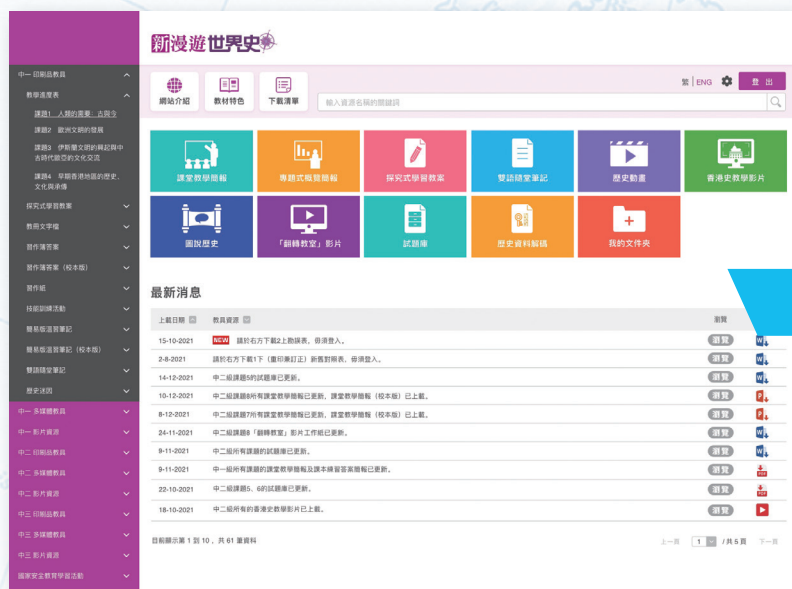 新漫遊世界史
中一 印刷品教具
教學進度表
課題1 人類的需要：古與今
課題2 歐洲文明的發展
課題3 伊斯蘭文明的興起與中
古時代歐亞的文化交流
課題4 早期香港地區的歷史、
文化與承傳
探究式學習教案
教冊文字檔
習作簿答案
習作簿答案（校本版）
習作紙
技能訓練活動
簡易版溫習筆記
簡易版溫習筆記（校本版）
雙語隨堂筆記
歷史迷因
中一 多媒體教具
中一 影片資源
中二 印刷品教具
中二 多媒體教具
中二 影片資源
中三 印刷品教具
中三 多媒體教具
中三 影片資源
國家安全教育學習活動
網站介紹
教材特色
下載清單
輸入資源名稱的關鍵詞
繁 | ENG
登 出
課堂教學簡報
專題式概覽簡報
探究式學習教案
雙語隨堂筆記
歷史動畫
香港史教學影片
圖說歷史
「翻轉教室」影片
試題庫
歷史資料解碼
我的文件夾
最新消息
上載日期 教具資源 瀏覽
15-10-2021 NEW 請於右方下載2上勘誤表，毋須登入。 瀏覽
2-8-2021 請於右方下載1下（重印兼訂正）新舊對照表，毋須登入。 瀏覽
14-12-2021 中二級課題5的試題庫已更新。 瀏覽
10-12-2021 中二級課題8所有課堂教學簡報已更新，課堂教學簡報（校本版）已上載。 瀏覽
8-12-2021 中二級課題7所有課堂教學簡報已更新，課堂教學簡報（校本版）已上載。 瀏覽
24-11-2021 中二級課題8「翻轉教室」影片工作紙已更新。 瀏覽
9-11-2021 中二級所有課題的試題庫已更新。 瀏覽
9-11-2021 中一級所有課題的課堂教學簡報及課本練習答案簡報已更新。 瀏覽
22-10-2021 中二級課題5、6的試題庫已更新。 瀏覽
18-10-2021 中二級所有的香港史教學影片已上載。 瀏覽
目前顯示第 1 到 10 ，共 61 筆資料
上一頁 1 / 共 5 頁 下一頁